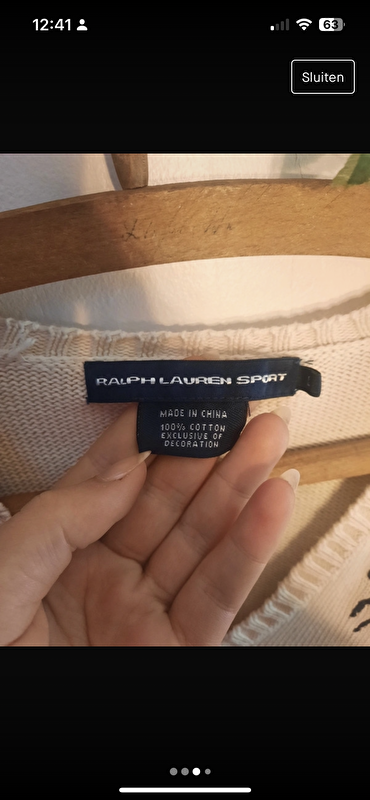 12:41
63
Sluiten
RALPH LAUREN SPORT
MADE IN CHINA
100% COTTON
EXCLUSIVE OF
DECORATION